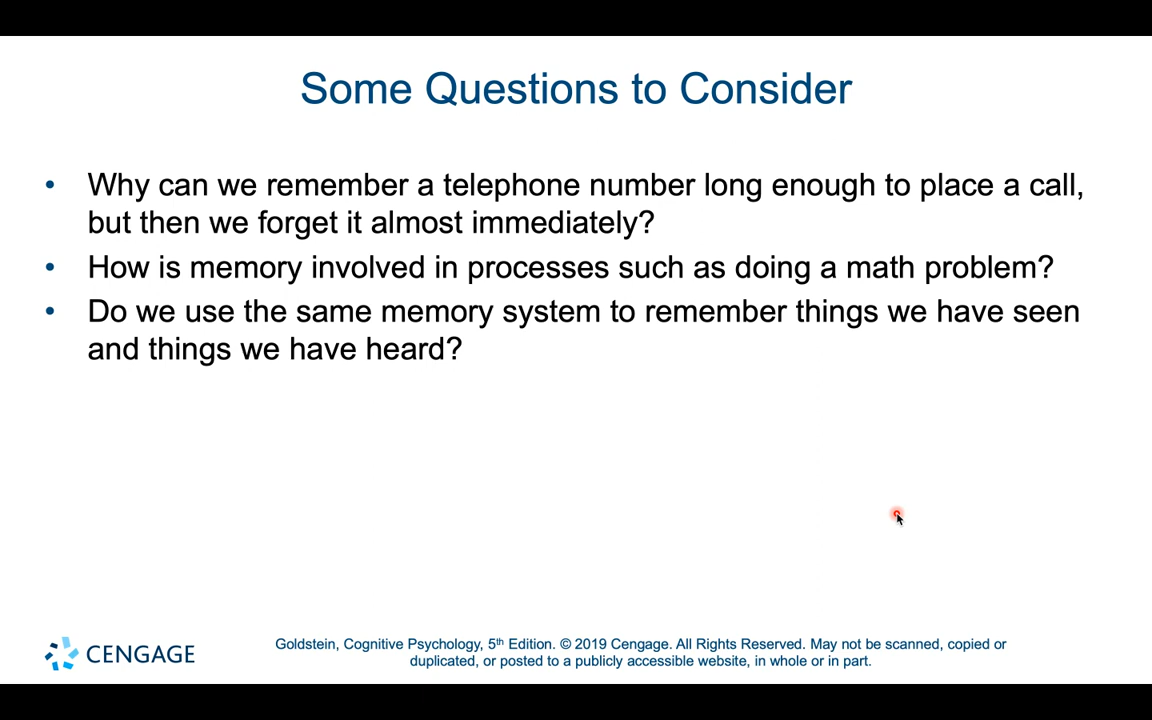 Some Questions to Consider
• Why can we remember a telephone number long enough to place a call,
but then we forget it almost immediately?
• How is memory involved in processes such as doing a math problem?
• Do we use the same memory system to remember things we have seen
and things we have heard?
CENGAGE
Goldstein, Cognitive Psychology, 5th Edition. © 2019 Cengage. All Rights Reserved. May not be scanned, copied or
duplicated, or posted to a publicly accessible website, in whole or in part.